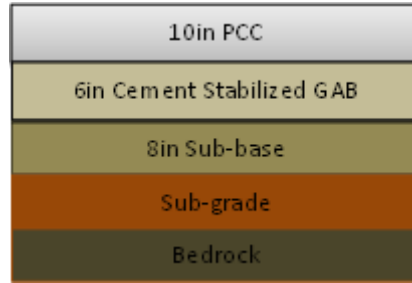 10in PCC
6in Cement Stabilized GAB
8in Sub-base
Sub-grade
Bedrock